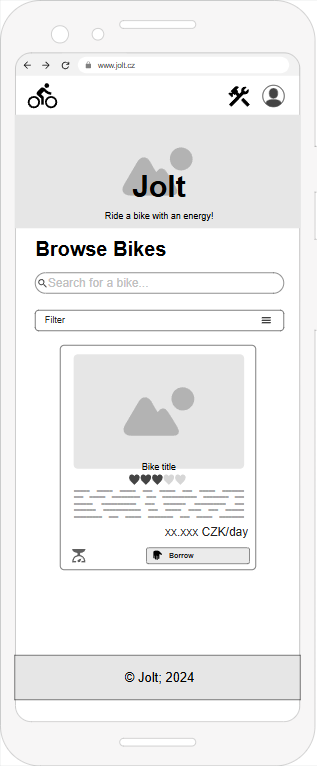 www.jolt.cz
Jolt
Ride a bike with an energy!
Browse Bikes
Search for a bike...
Filter
Bike title
xx.xxx CZK/day
Borrow
© Jolt; 2024